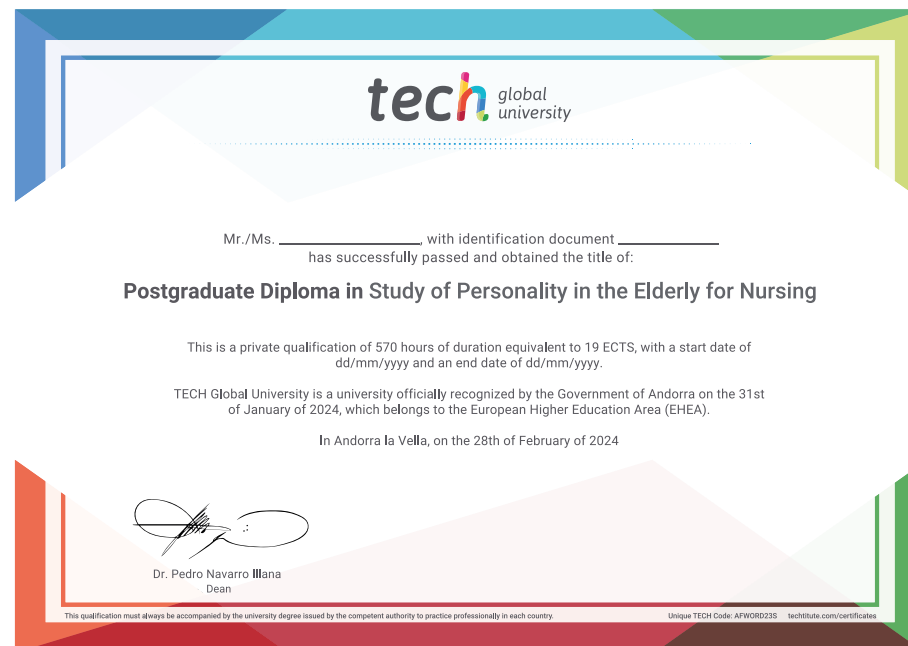 tech global university
Mr./Ms. ____________________, with identification document ______________
has successfully passed and obtained the title of:
Postgraduate Diploma in Study of Personality in the Elderly for Nursing
This is a private qualification of 570 hours of duration equivalent to 19 ECTS, with a start date of
dd/mm/yyyy and an end date of dd/mm/yyyy.
TECH Global University is a university officially recognized by the Government of Andorra on the 31st
of January of 2024, which belongs to the European Higher Education Area (EHEA).
In Andorra la Vella, on the 28th of February of 2024
Dr. Pedro Navarro Illana
Dean
This qualification must always be accompanied by the university degree issued by the competent authority to practice professionally in each country.
Unique TECH Code: AFWORD23S techtitute.com/certificates